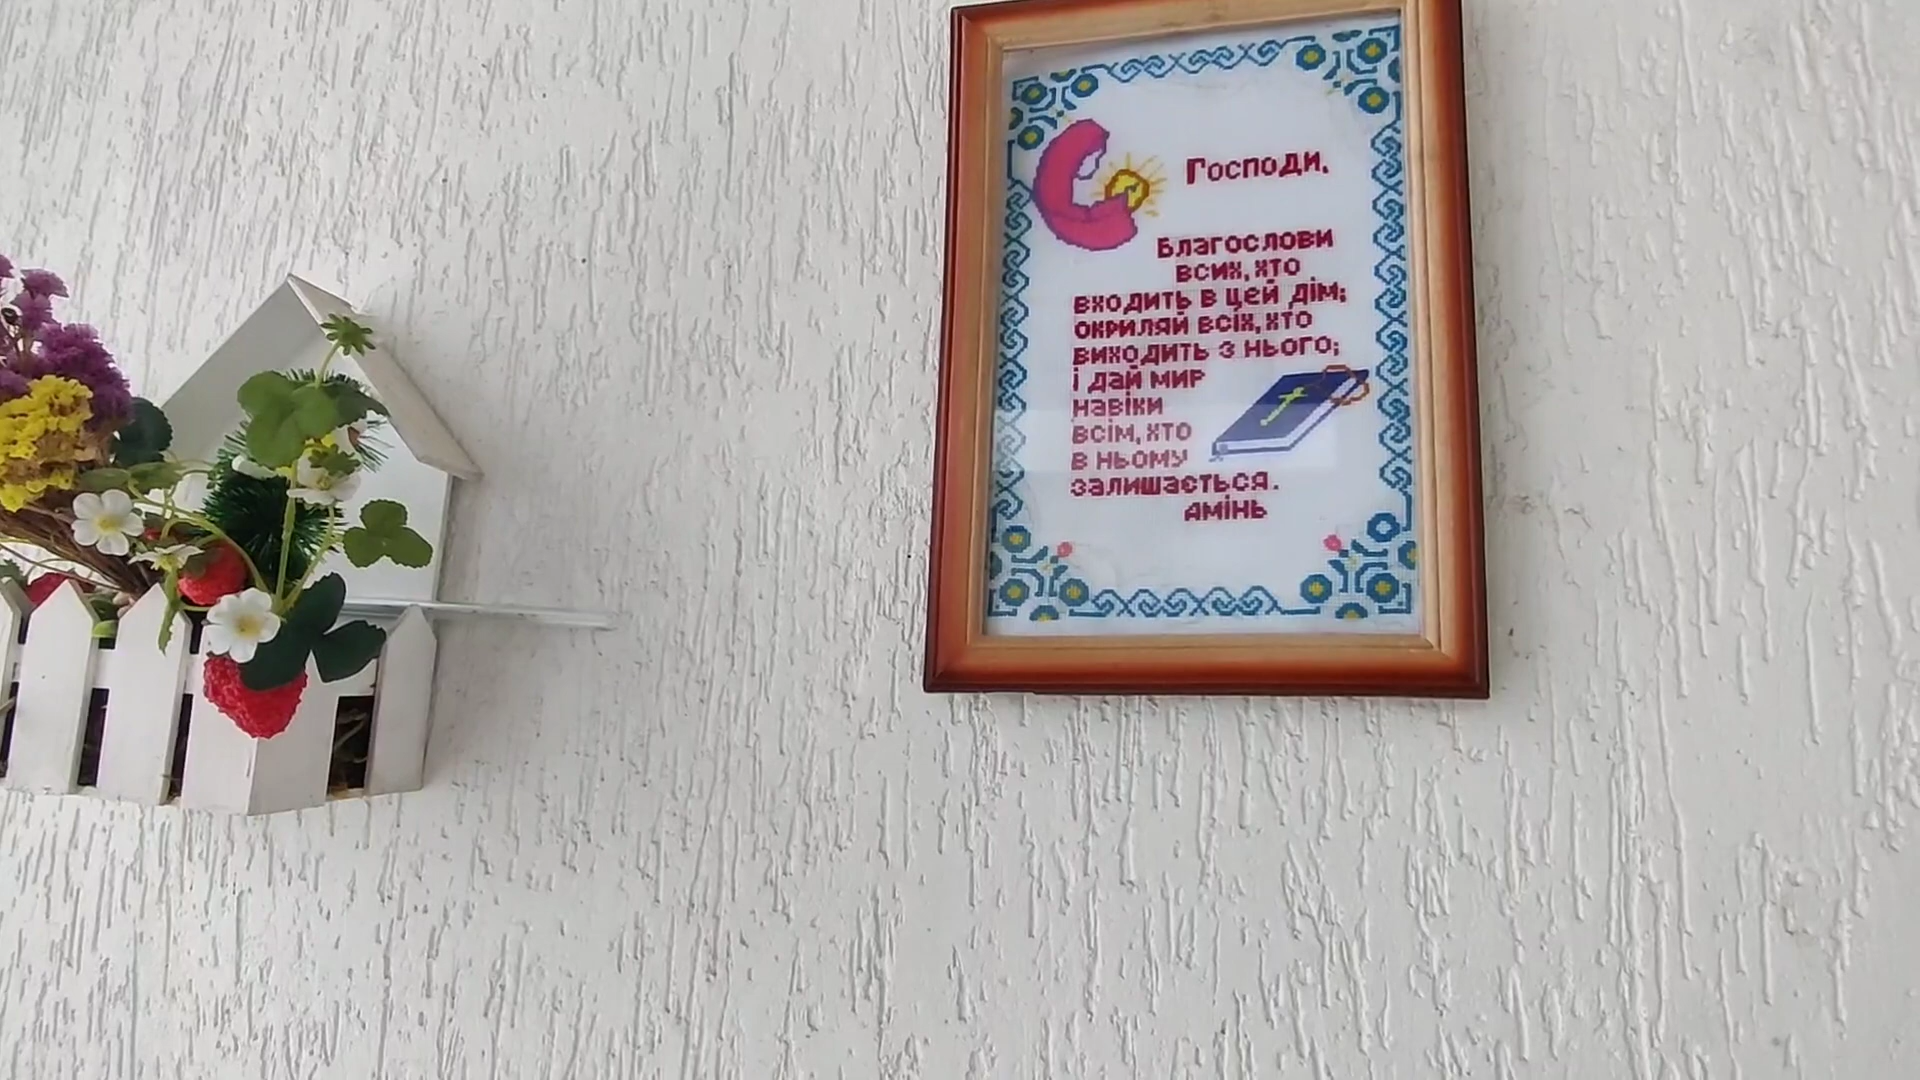 Господи,
Благослови
всих, хто
входить в цей дім;
окриляй всіх, хто
виходить з нього;
і дай мир
навіки
всім, хто
в ньому
залишається.
амінь